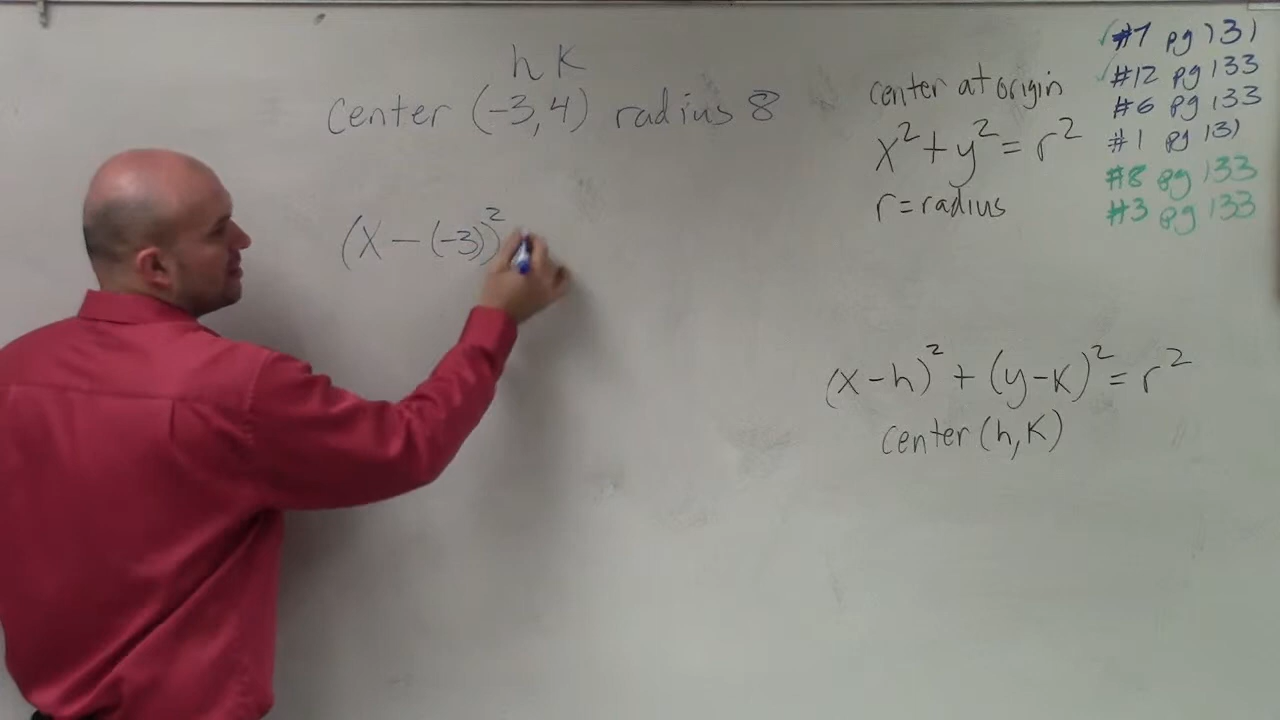 h K
center (-3,4) radius 8
(x - (-3))²
center at origin
x² + y² = r²
r = radius
#7 pg 131
#12 pg 133
#6 pg 133
#1 pg 131
#8 pg 133
#3 pg 133
(x - h)² + (y - K)² = r²
center (h, K)